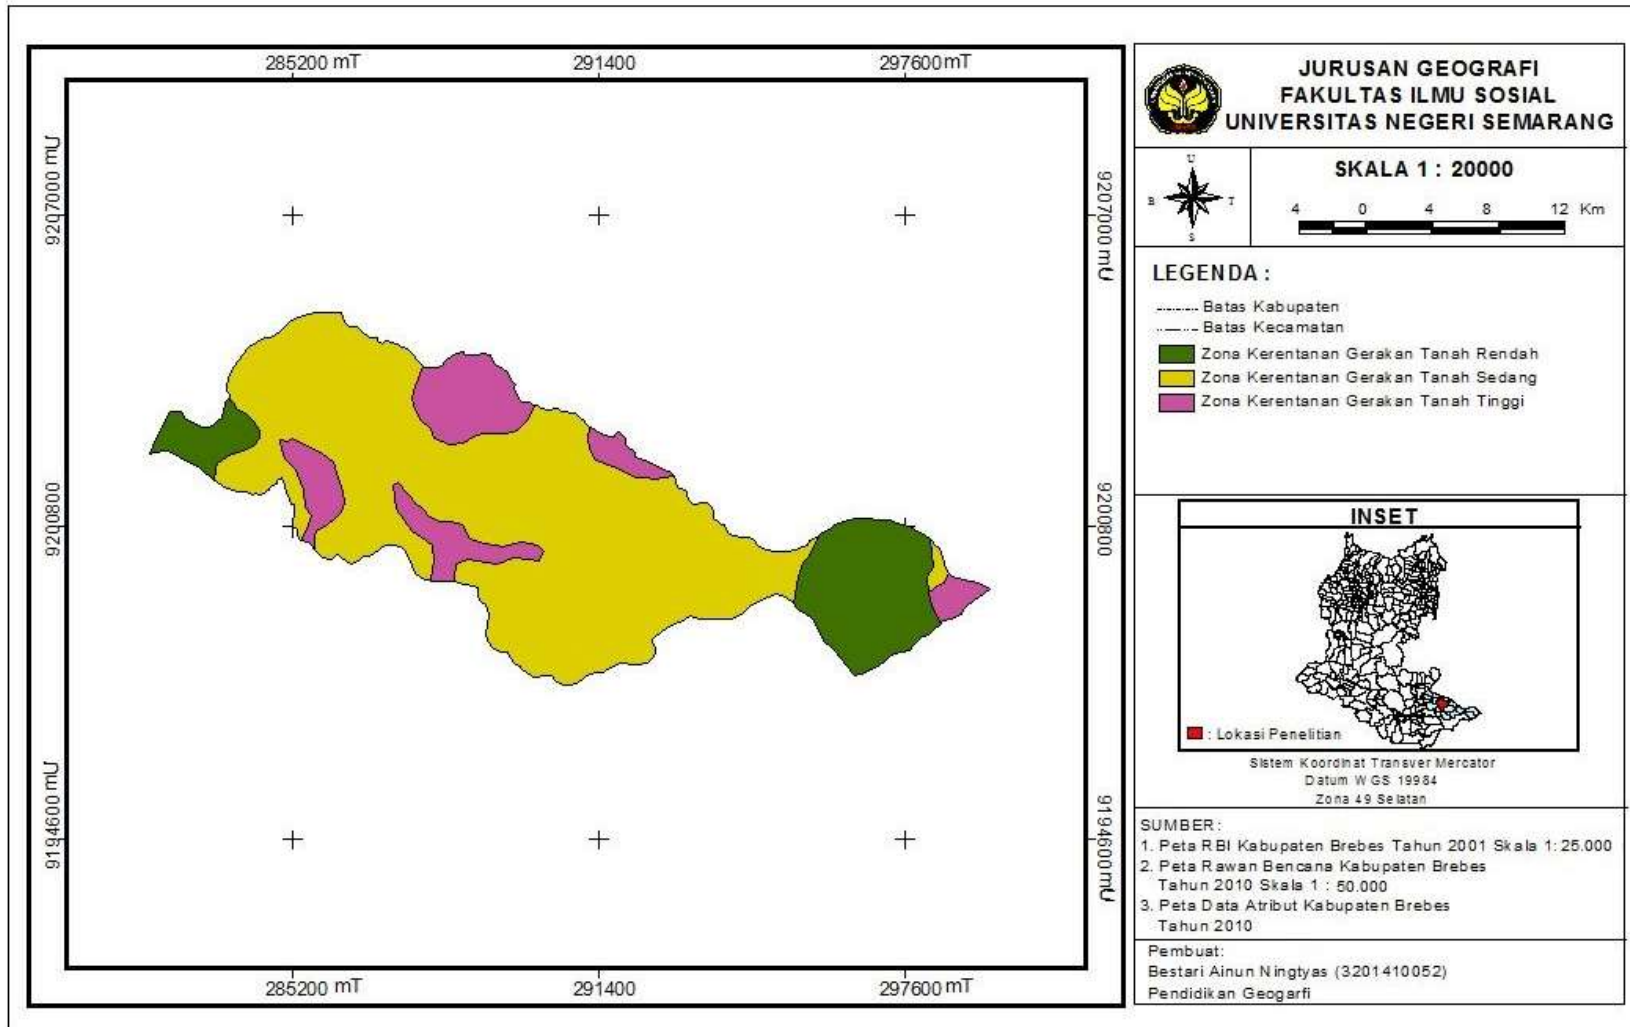 285200 mT
291400
297600 mT
9207000 mU
9207000 mU
9200800
9200800
9194600 mU
9194600 mU
285200 mT
291400
297600 mT
JURUSAN GEOGRAFI
FAKULTAS ILMU SOSIAL
UNIVERSITAS NEGERI SEMARANG
U
B T
S
SKALA 1 : 20000
4 0 4 8 12 Km
LEGENDA :
Batas Kabupaten
Batas Kecamatan
Zona Kerentanan Gerakan Tanah Rendah
Zona Kerentanan Gerakan Tanah Sedang
Zona Kerentanan Gerakan Tanah Tinggi
INSET
: Lokasi Penelitian
Sistem Koordinat Transver Mercator
Datum WGS 19984
Zona 49 Selatan
SUMBER:
1. Peta RBI Kabupaten Brebes Tahun 2001 Skala 1:25.000
2. Peta Rawan Bencana Kabupaten Brebes
Tahun 2010 Skala 1 : 50.000
3. Peta Data Atribut Kabupaten Brebes
Tahun 2010
Pembuat:
Bestari Ainun Ningtyas (3201410052)
Pendidikan Geogarfi